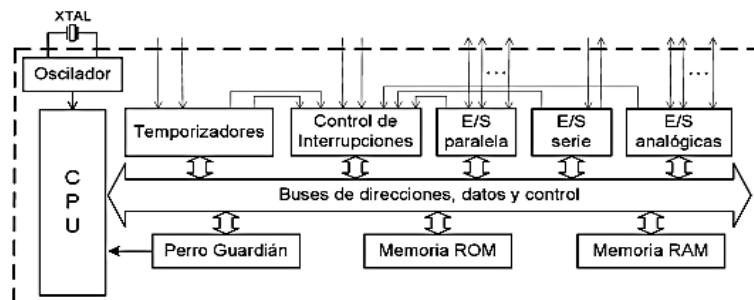 XTAL
Oscilador
CPU
Temporizadores
Control de
Interrupciones
E/S
paralela
E/S
serie
E/S
analógicas
...
...
Buses de direcciones, datos y control
Perro Guardián
Memoria ROM
Memoria RAM